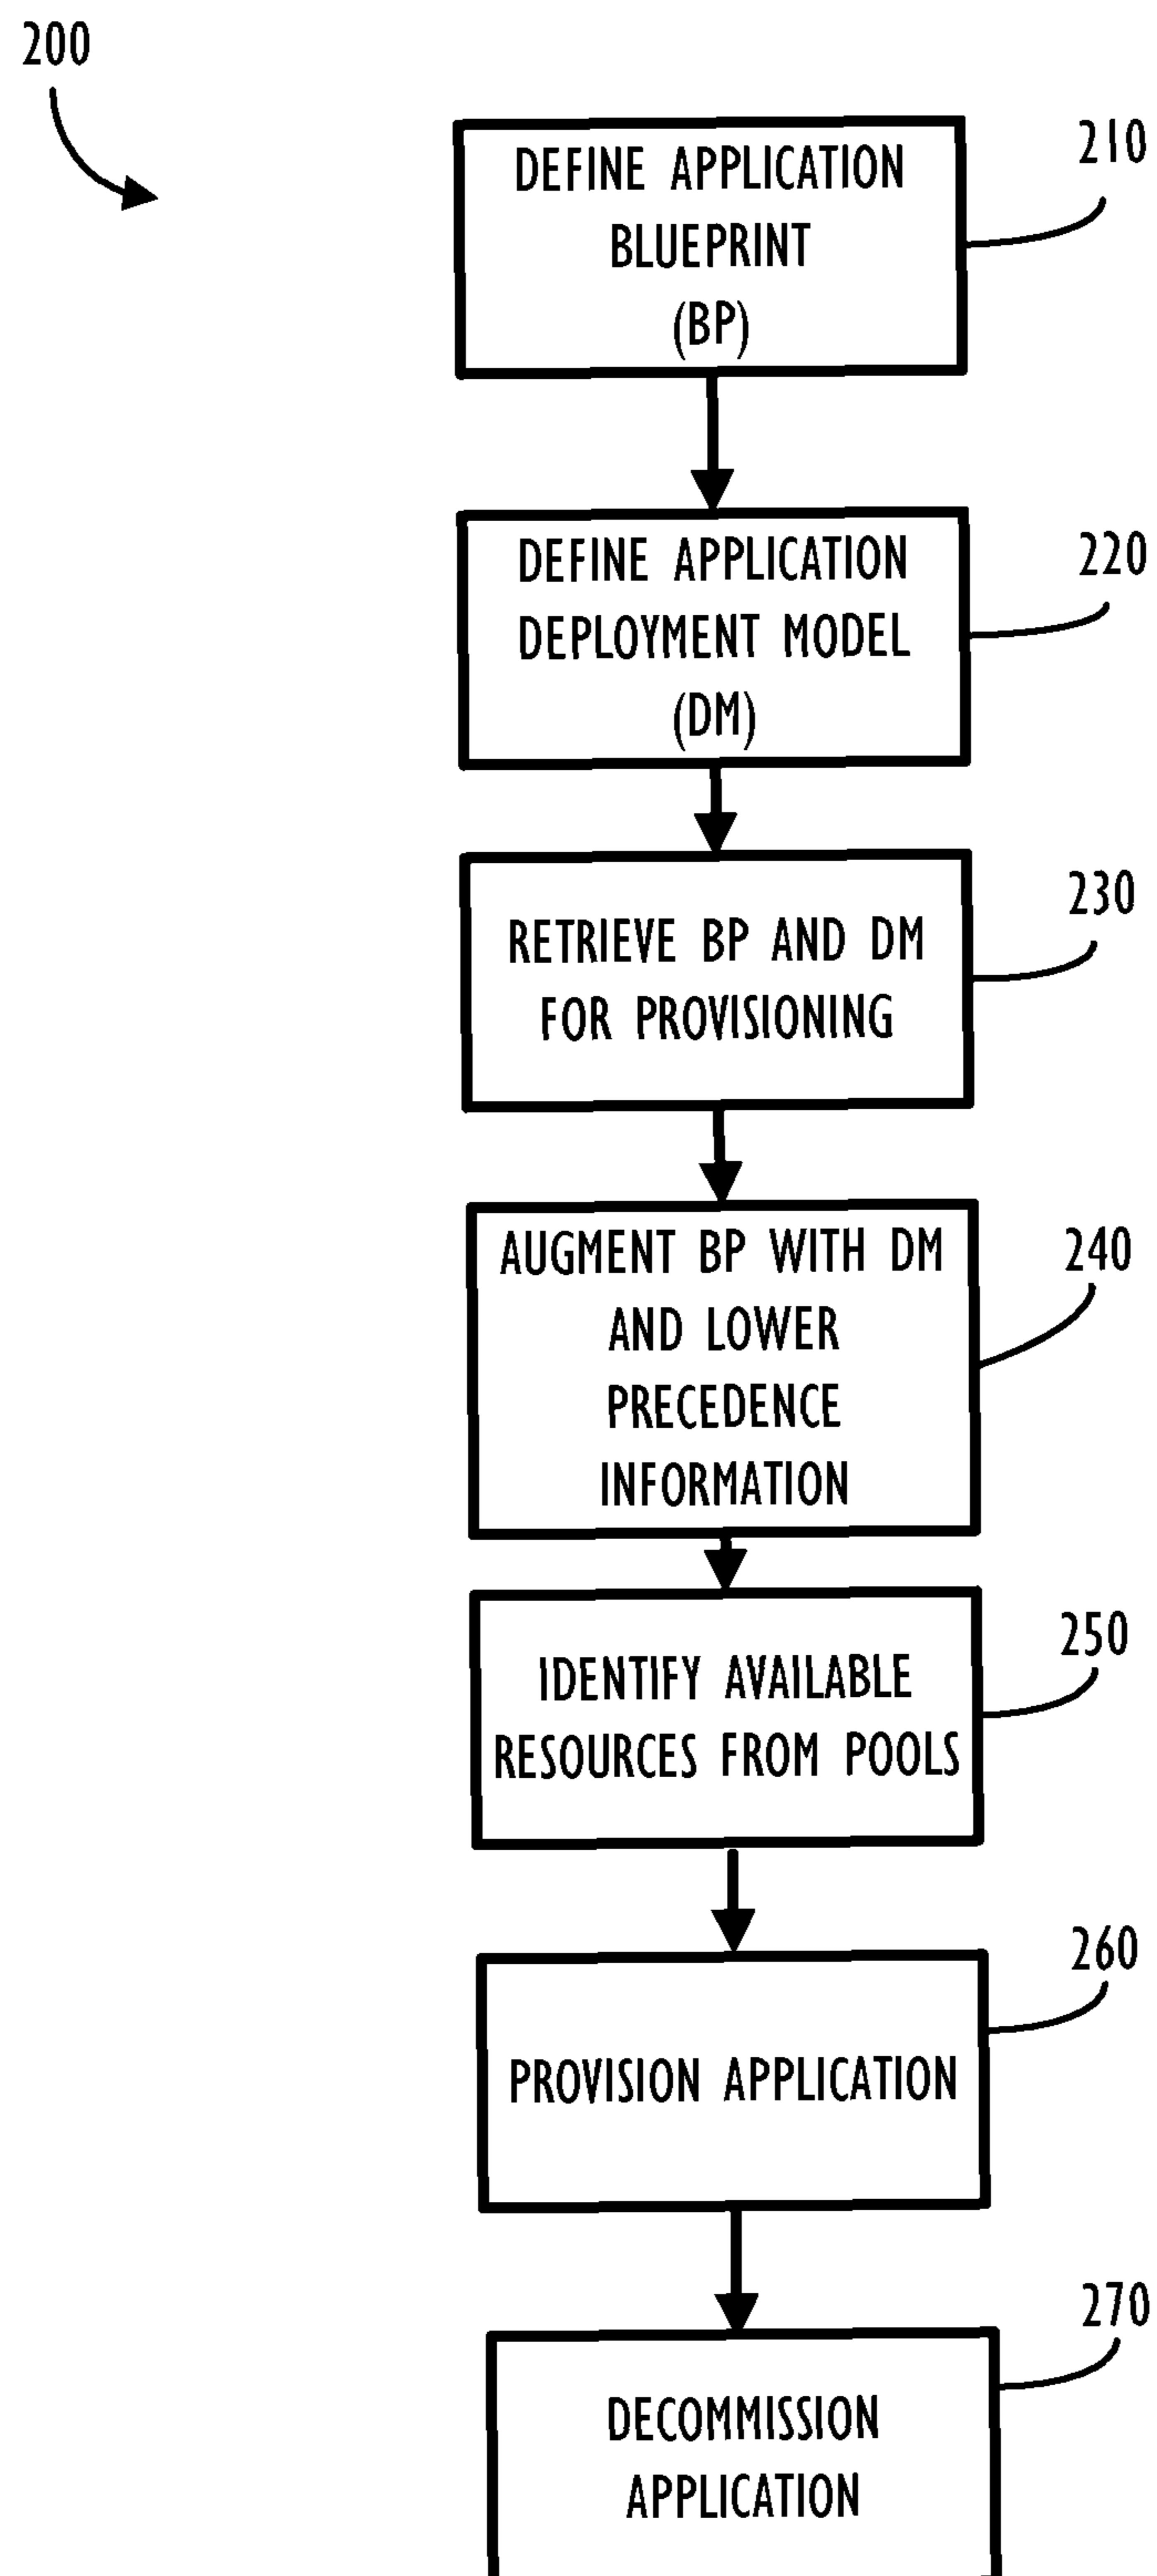 200
210
DEFINE APPLICATION
BLUEPRINT
(BP)
220
DEFINE APPLICATION
DEPLOYMENT MODEL
(DM)
230
RETRIEVE BP AND DM
FOR PROVISIONING
240
AUGMENT BP WITH DM
AND LOWER
PRECEDENCE
INFORMATION
250
IDENTIFY AVAILABLE
RESOURCES FROM POOLS
260
PROVISION APPLICATION
270
DECOMMISSION
APPLICATION